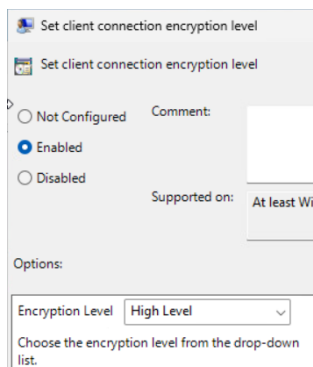 Set client connection encryption level
Set client connection encryption level
Not Configured
Comment:
Enabled
Disabled
Supported on:
At least Wi
Options:
Encryption Level
High Level
Choose the encryption level from the drop-down
list.